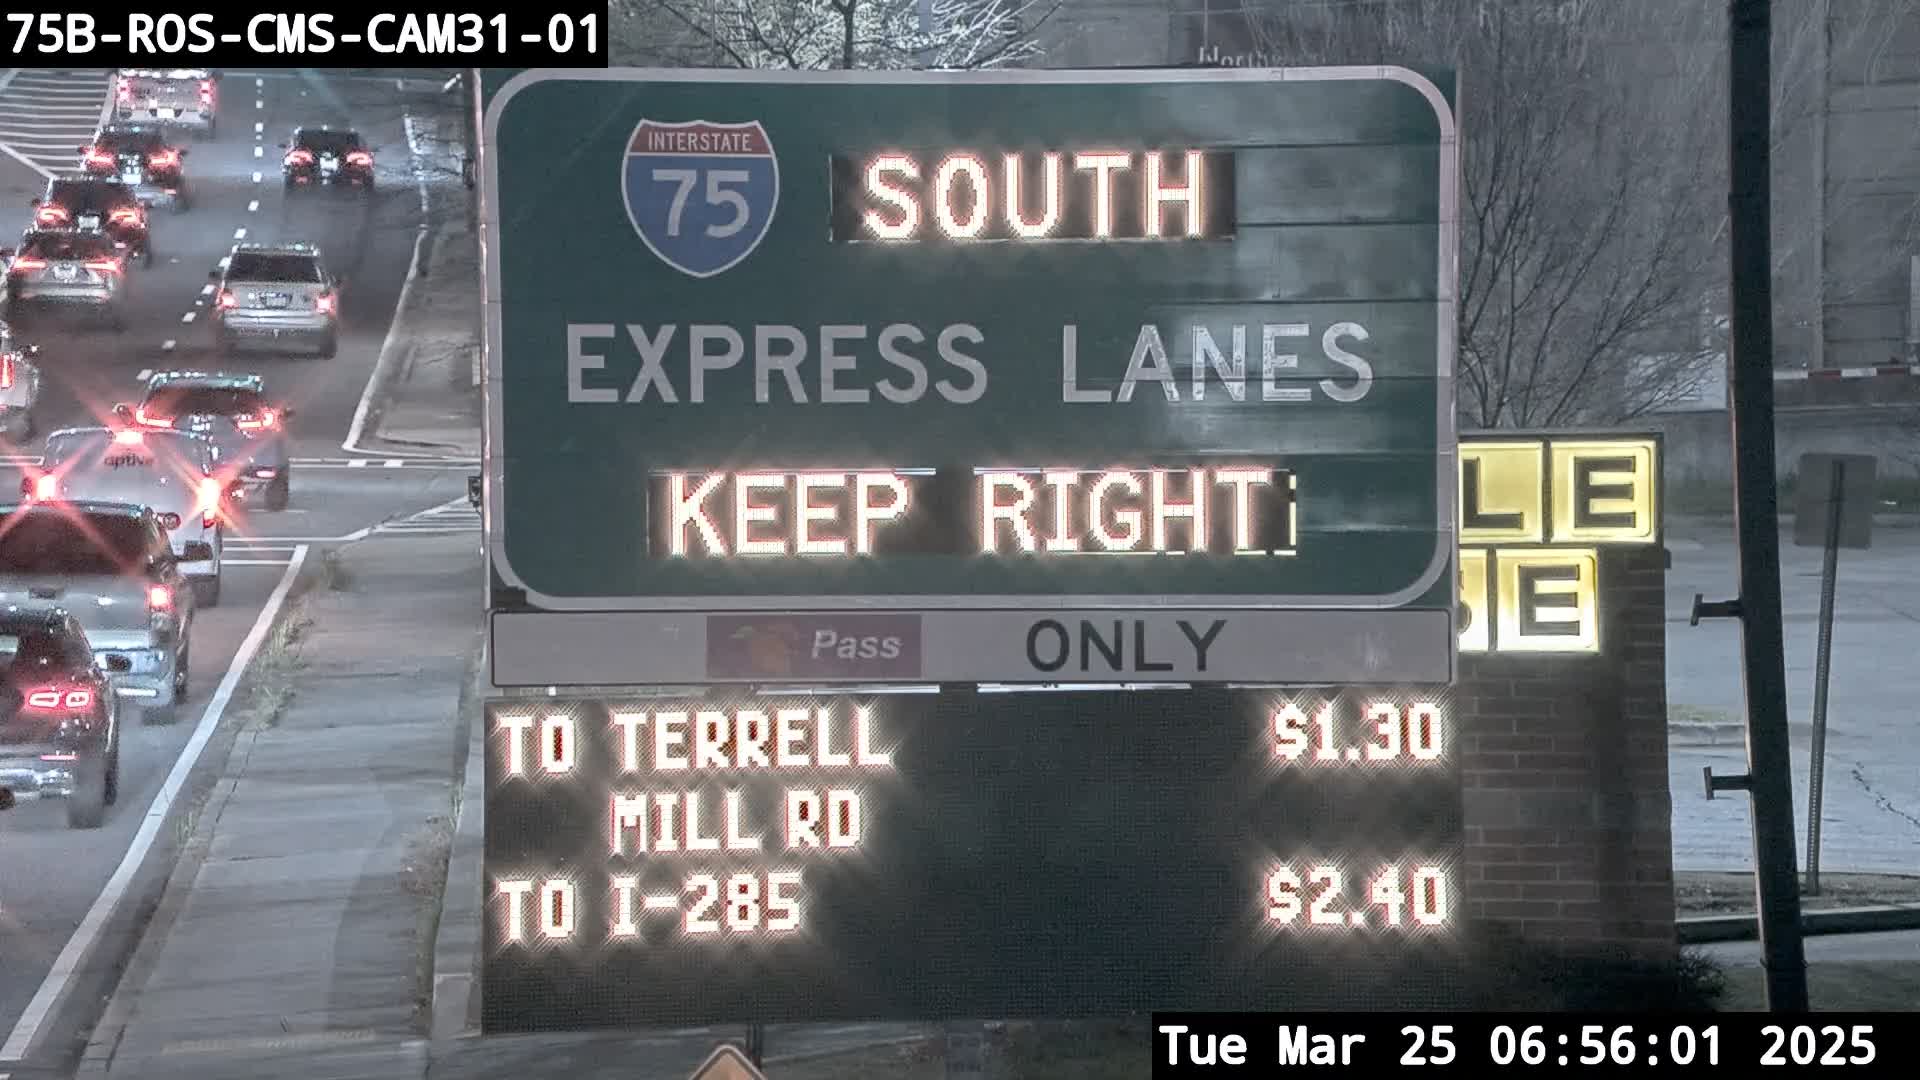 75B-ROS-CMS-CAM31-01
INTERSTATE
75
SOUTH
EXPRESS LANES
KEEP RIGHT
Pass ONLY
TO TERRELL $1.30
MILL RD
TO I-285 $2.40
LE
E
Tue Mar 25 06:56:01 2025